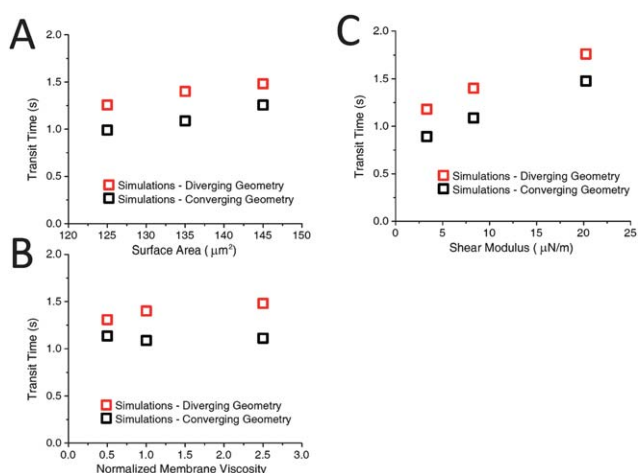 A
2.0
1.5
1.0
0.5
0.0
Transit Time (s)
Simulations - Diverging Geometry
Simulations - Converging Geometry
120 125 130 135 140 145 150
Surface Area ( μm²)
B
2.0
1.5
1.0
0.5
0.0
Transit Time (s)
Simulations - Diverging Geometry
Simulations - Converging Geometry
0.0 0.5 1.0 1.5 2.0 2.5 3.0
Normalized Membrane Viscosity
C
2.0
1.5
1.0
0.5
0.0
Transit Time (s)
Simulations - Diverging Geometry
Simulations - Converging Geometry
0 5 10 15 20 25
Shear Modulus ( μN/m)